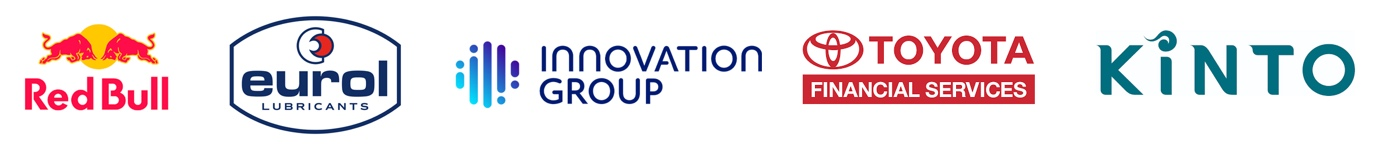 Red Bull
eurol
LUBRICANTS
INNOVATION
GROUP
TOYOTA
FINANCIAL SERVICES
KINTO